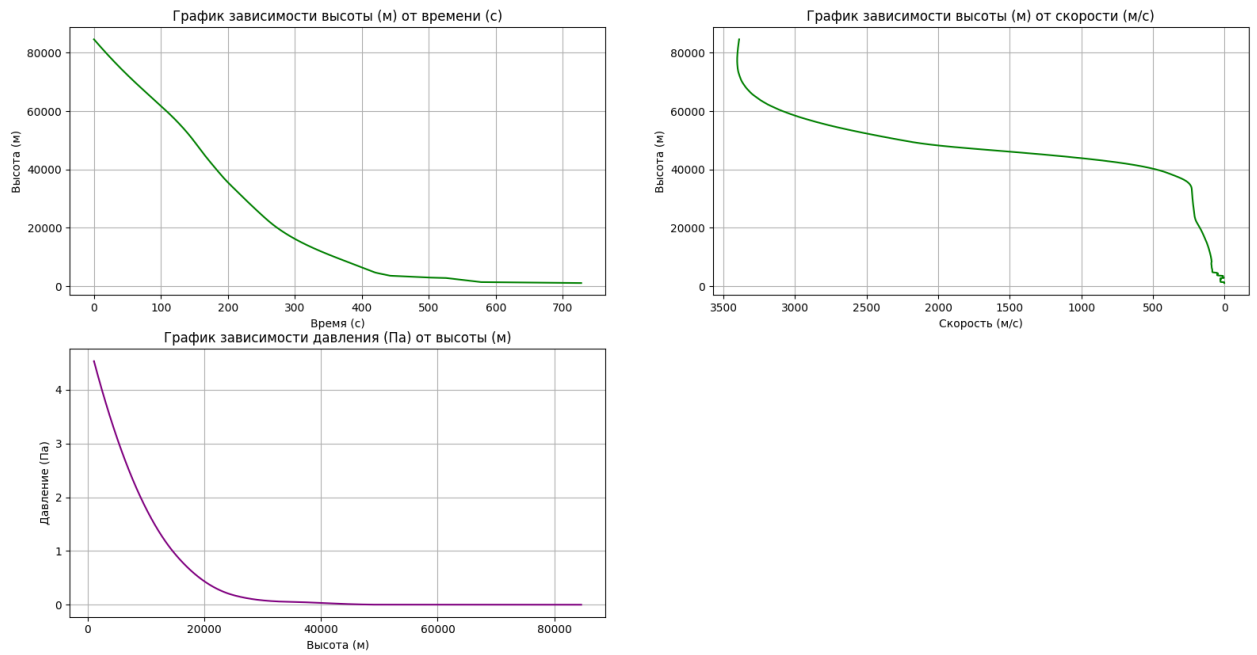 График зависимости высоты (м) от времени (с)
80000
60000
40000
20000
0
Высота (м)
0 100 200 300 400 500 600 700
Время (с)
График зависимости высоты (м) от скорости (м/с)
80000
60000
40000
20000
0
Высота (м)
3500 3000 2500 2000 1500 1000 500 0
Скорость (м/с)
График зависимости давления (Па) от высоты (м)
4
3
2
1
0
Давление (Па)
0 20000 40000 60000 80000
Высота (м)